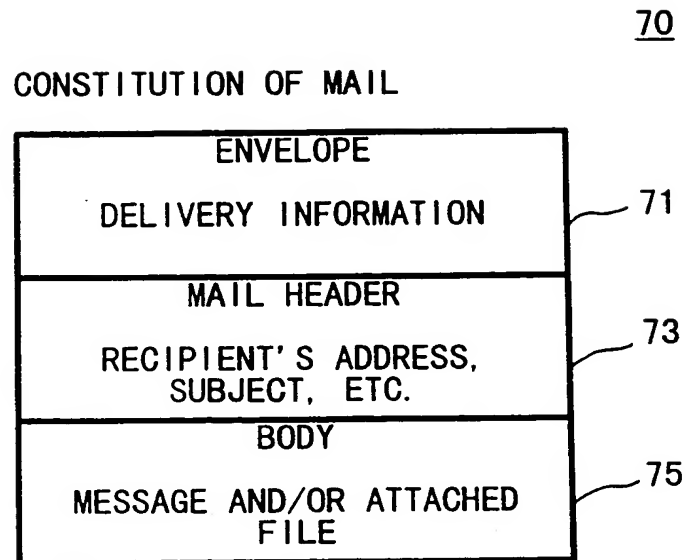 70
CONSTITUTION OF MAIL
ENVELOPE
DELIVERY INFORMATION
71
MAIL HEADER
RECIPIENT'S ADDRESS,
SUBJECT, ETC.
73
BODY
MESSAGE AND/OR ATTACHED
FILE
75